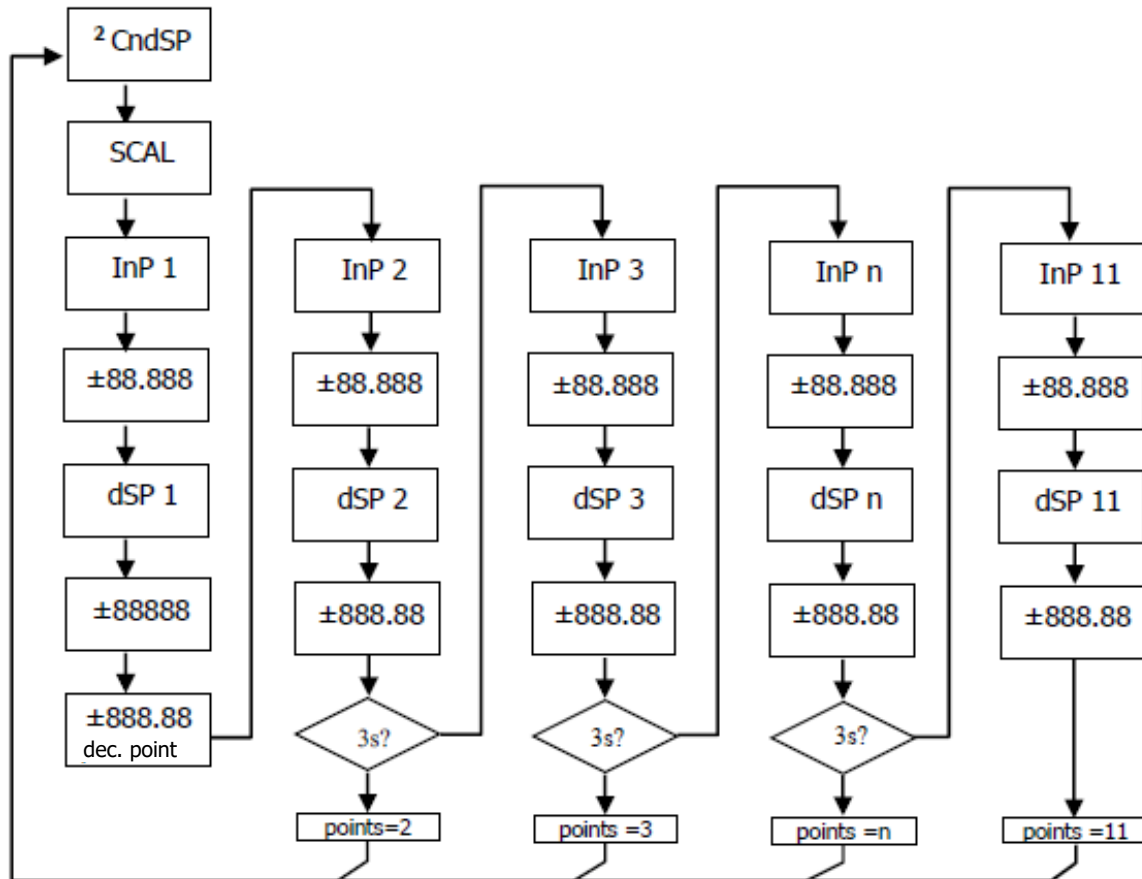 ² CndSP
SCAL
InP 1
±88.888
dSP 1
±88888
±888.88
dec. point
InP 2
±88.888
dSP 2
±888.88
3s?
points=2
InP 3
±88.888
dSP 3
±888.88
3s?
points =3
InP n
±88.888
dSP n
±888.88
3s?
points =n
InP 11
±88.888
dSP 11
±888.88
points =11